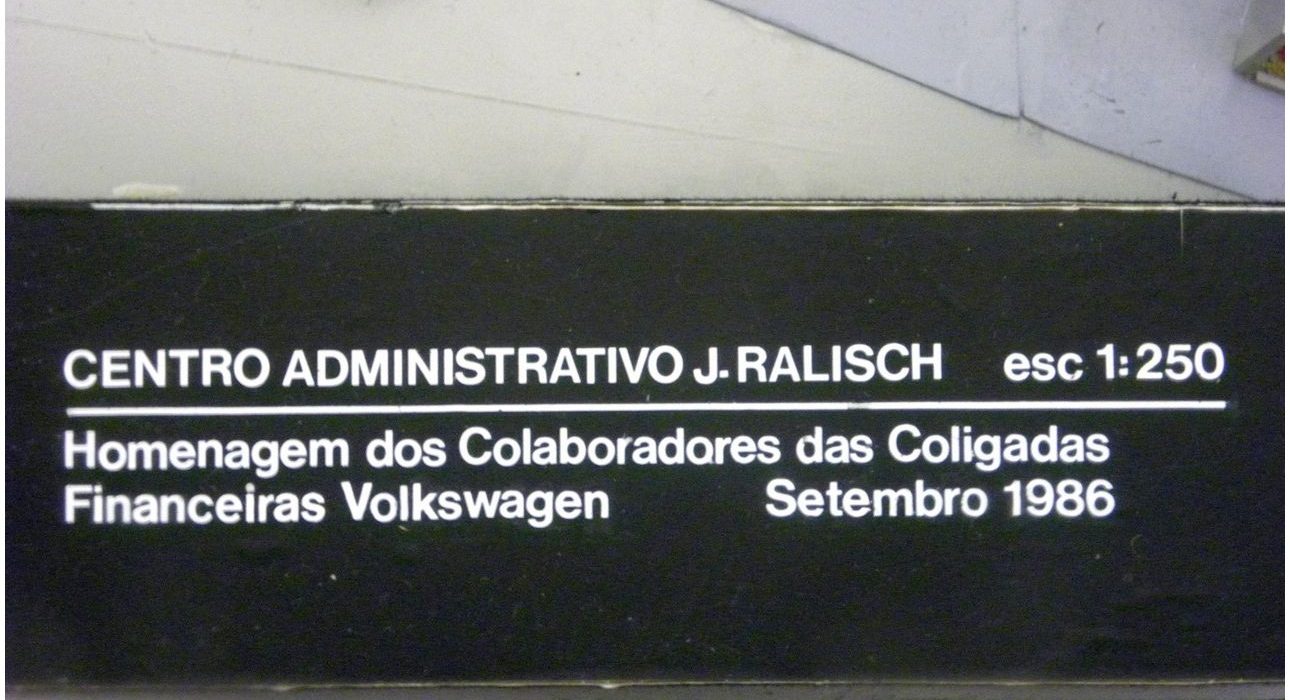 CENTRO ADMINISTRATIVO J. RALISCH esc 1:250
Homenagem dos Colaboradores das Coligadas
Financeiras Volkswagen Setembro 1986